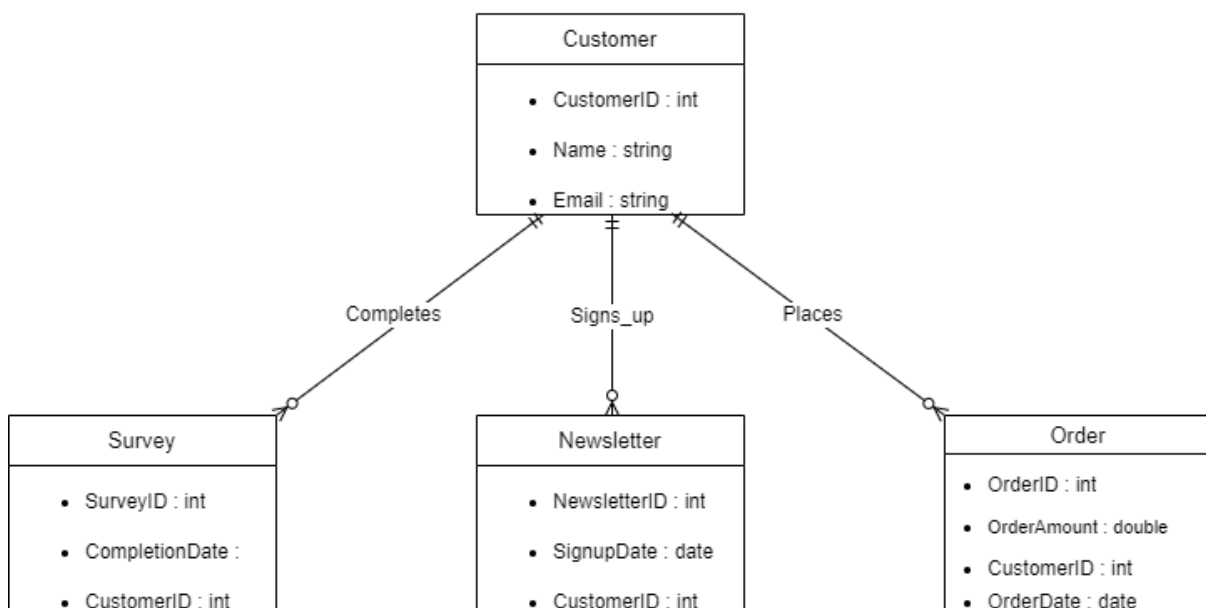 Customer
CustomerID : int
Name : string
Email : string
Completes
Signs_up
Places
Survey
SurveyID : int
CompletionDate :
CustomerID : int
Newsletter
NewsletterID : int
SignupDate : date
CustomerID : int
Order
OrderID : int
OrderAmount : double
CustomerID : int
OrderDate : date